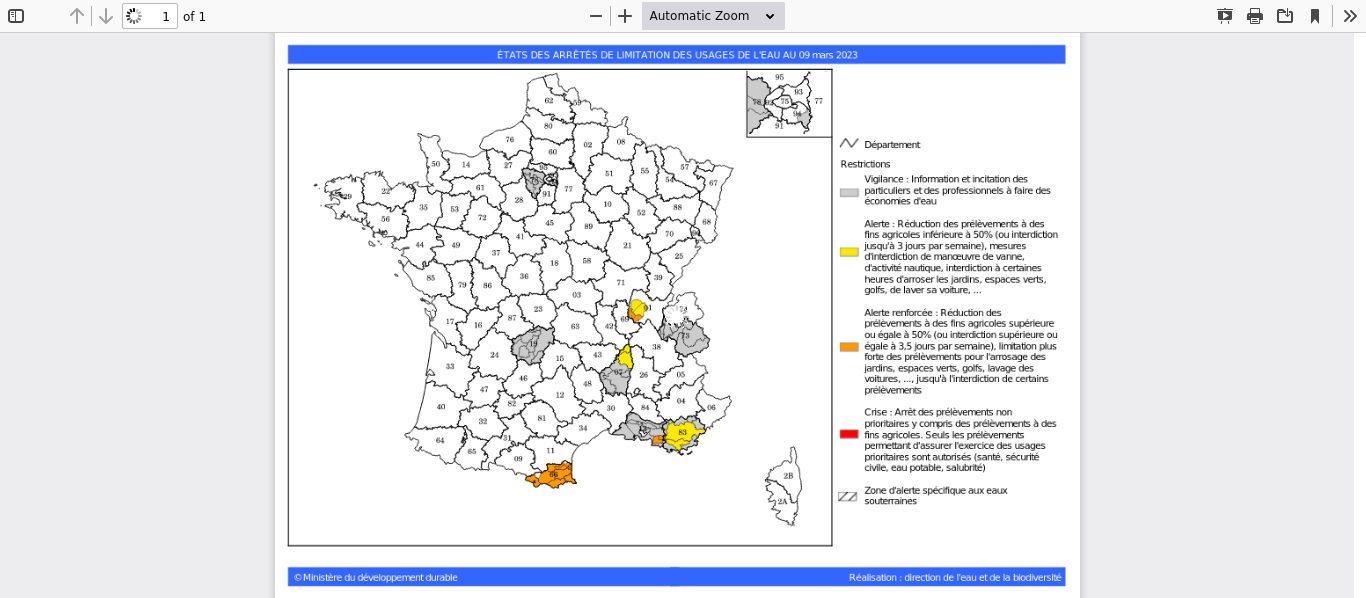 1 of 1 Automatic Zoom
ÉTATS DES ARRÊTÉS DE LIMITATION DES USAGES DE L'EAU AU 09 mars 2023
95
93
77
78 92 75
94
91
62 59
80
76 02 08
60
50 14 27 95 51 55 57
54 67
61 77
29 22 28 91
35 53 72 10 52 88 68
56 45 89 70 90
41
44 49 37 21 25
18 58
85 79 86 36 71 39
03
23 01 74
17 16 87 63 42 69
19 73
24 15 43 38
33
46 07 26 05
47 48
12
40 82 30 84 04 06
32 81 34 83
64 31
65 09 11
66
2B
2A
Département
Restrictions
Vigilance : Information et incitation des
particuliers et des professionnels à faire des
économies d'eau
Alerte : Réduction des prélèvements à des
fins agricoles inférieure à 50% (ou interdiction
jusqu'à 3 jours par semaine), mesures
d'interdiction de manœuvre de vanne,
d'activité nautique, interdiction à certaines
heures d'arroser les jardins, espaces verts,
golfs, de laver sa voiture, ...
Alerte renforcée : Réduction des
prélèvements à des fins agricoles supérieure
ou égale à 50% (ou interdiction supérieure ou
égale à 3,5 jours par semaine), limitation plus
forte des prélèvements pour l'arrosage des
jardins, espaces verts, golfs, lavage des
voitures, ..., jusqu'à l'interdiction de certains
prélèvements
Crise : Arrêt des prélèvements non
prioritaires y compris des prélèvements à des
fins agricoles. Seuls les prélèvements
permettant d'assurer l'exercice des usages
prioritaires sont autorisés (santé, sécurité
civile, eau potable, salubrité)
Zone d'alerte spécifique aux eaux
souterraines
©Ministère du développement durable
Réalisation : direction de l'eau et de la biodiversité